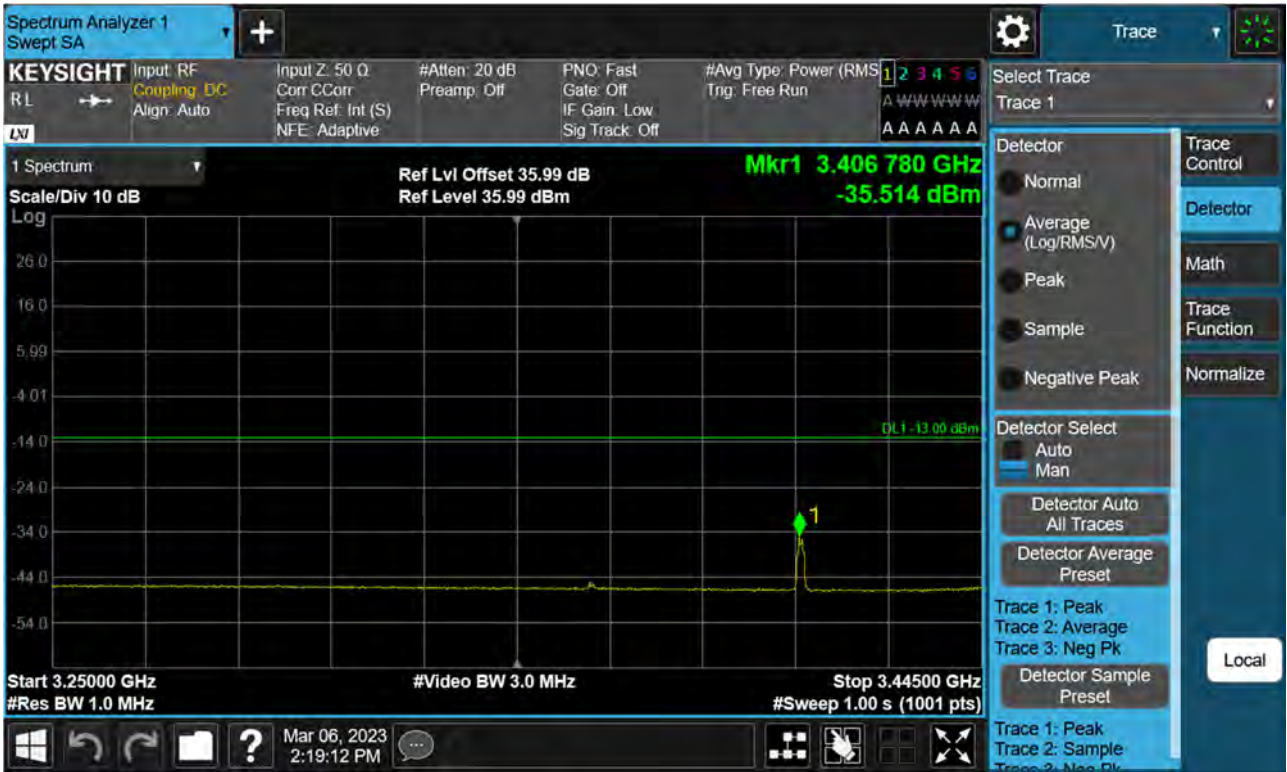 Spectrum Analyzer 1
Swept SA
Trace
KEYSIGHT
RL
LXI
Input: RF
Coupling: DC
Align: Auto
Input Z: 50 Ω
Corr CCorr
Freq Ref: Int (S)
NFE: Adaptive
#Atten: 20 dB
Preamp: Off
PNO: Fast
Gate: Off
IF Gain: Low
Sig Track: Off
#Avg Type: Power (RMS
Trig: Free Run
1 2 3 4 5 6
A W W W W W
A A A A A A
Select Trace
Trace 1
1 Spectrum
Scale/Div 10 dB
Log
Ref Lvl Offset 35.99 dB
Ref Level 35.99 dBm
Mkr1 3.406 780 GHz
-35.514 dBm
26.0
16.0
5.99
-4.01
-14.0
-24.0
-34.0
-44.0
-54.0
DL1 -13.00 dBm
1
Start 3.25000 GHz
#Res BW 1.0 MHz
#Video BW 3.0 MHz
Stop 3.44500 GHz
#Sweep 1.00 s (1001 pts)
Detector
Normal
Average
(Log/RMS/V)
Peak
Sample
Negative Peak
Detector Select
Auto
Man
Detector Auto
All Traces
Detector Average
Preset
Trace 1: Peak
Trace 2: Average
Trace 3: Neg Pk
Detector Sample
Preset
Trace 1: Peak
Trace 2: Sample
Trace 3: Neg Pk
Trace
Control
Detector
Math
Trace
Function
Normalize
Local
?
Mar 06, 2023
2:19:12 PM